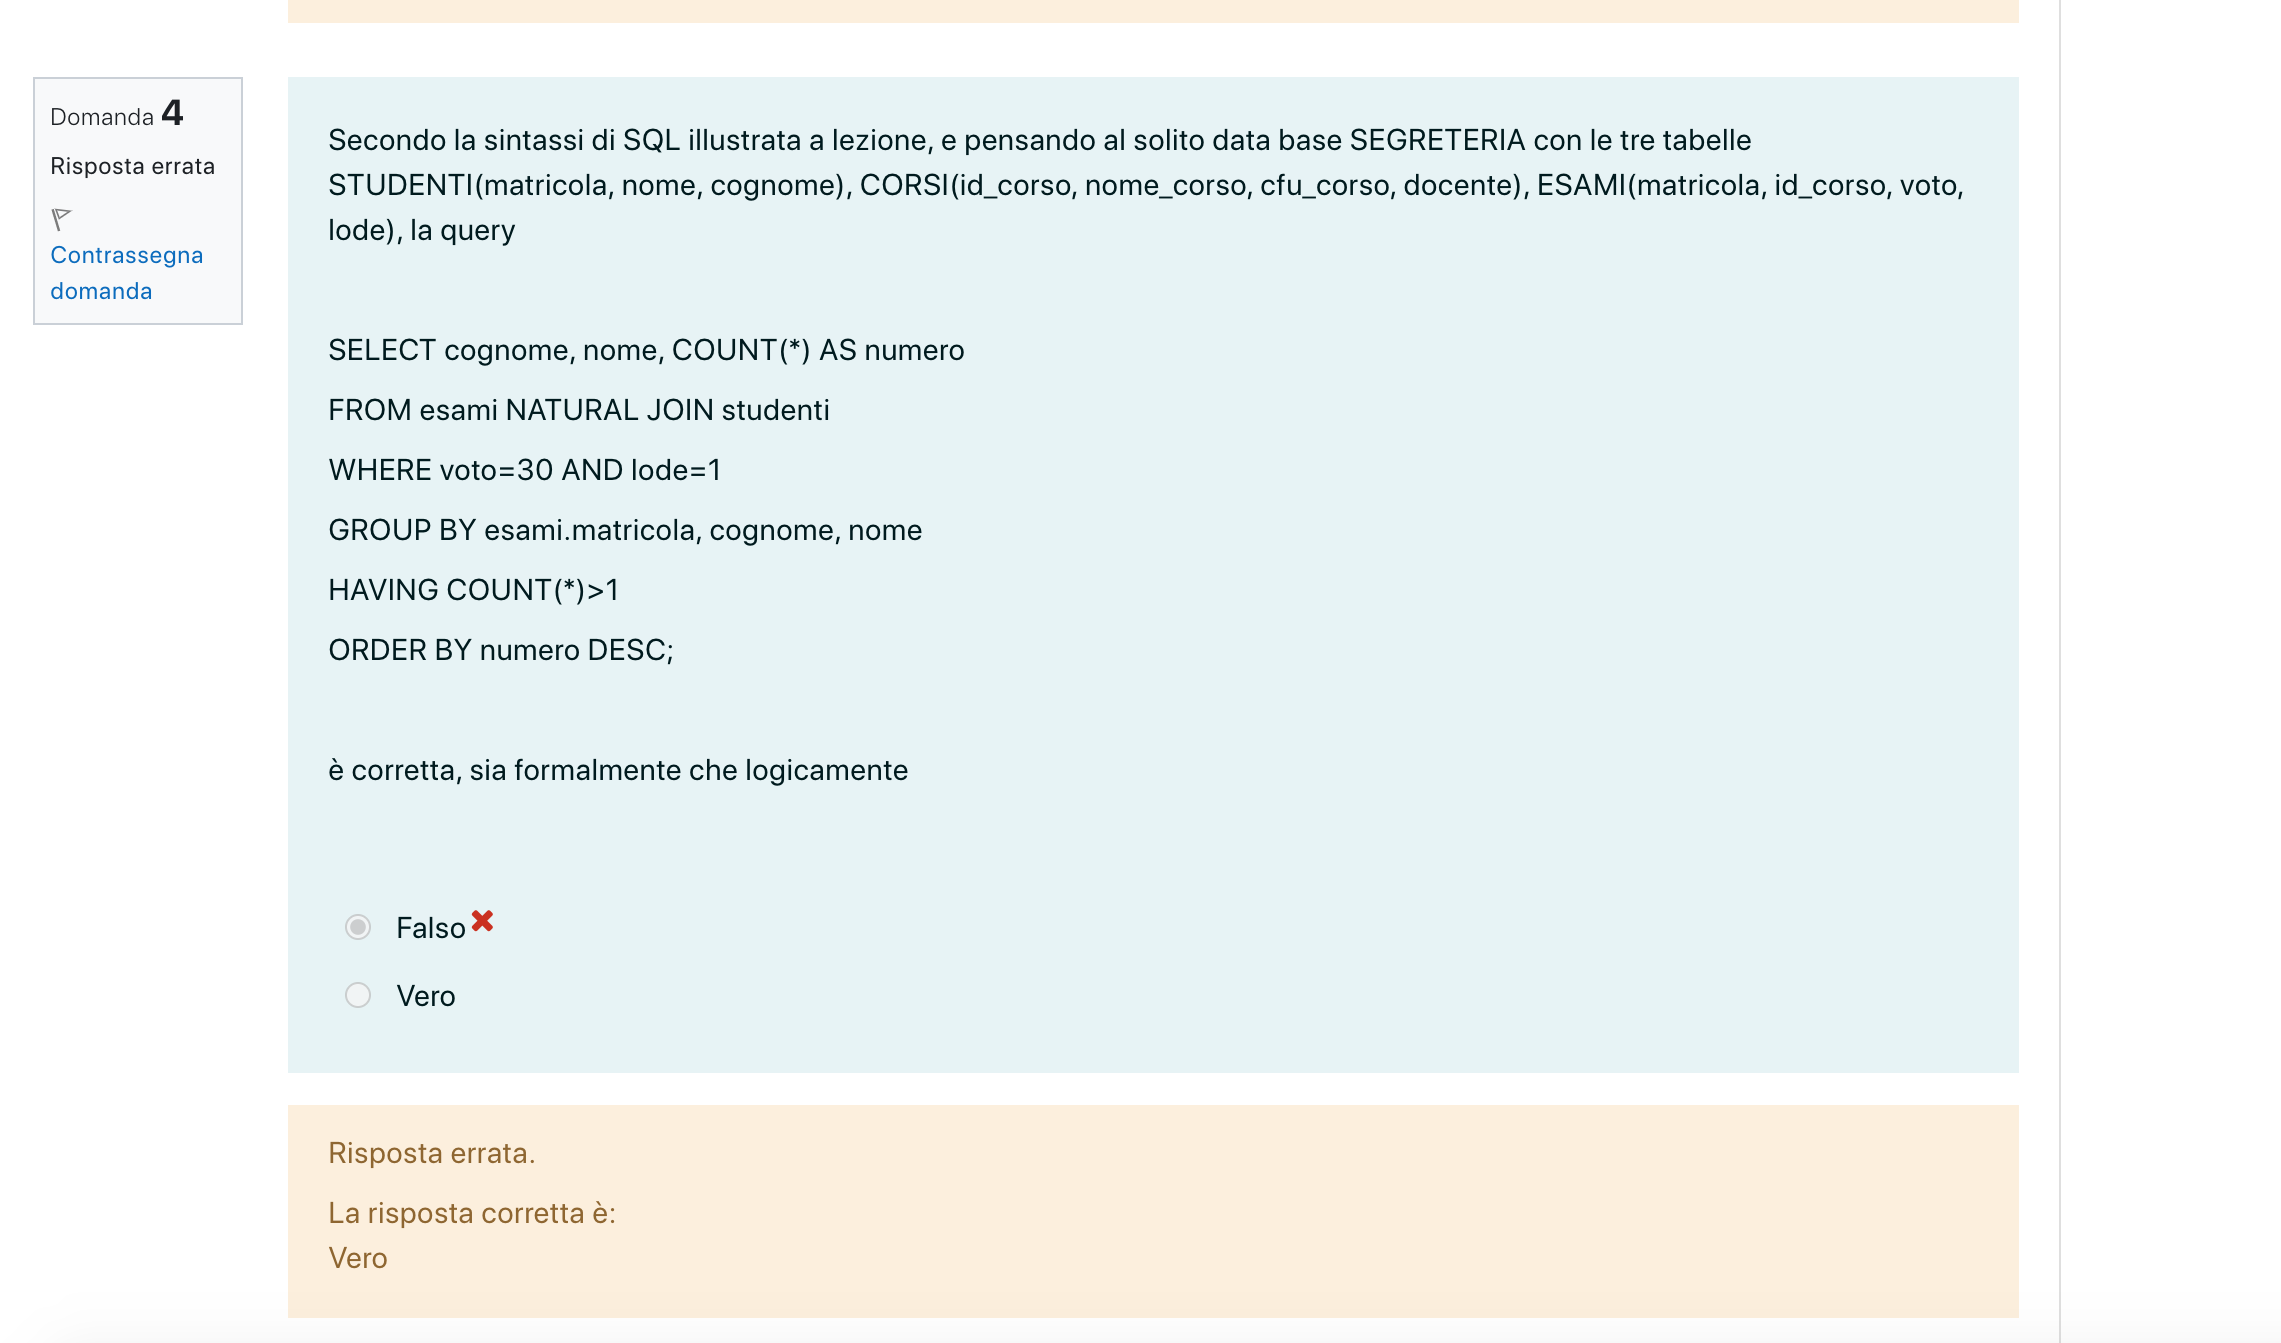 Domanda 4
Risposta errata
Contrassegna
domanda
Secondo la sintassi di SQL illustrata a lezione, e pensando al solito data base SEGRETERIA con le tre tabelle
STUDENTI(matricola, nome, cognome), CORSI(id_corso, nome_corso, cfu_corso, docente), ESAMI(matricola, id_corso, voto,
lode), la query
SELECT cognome, nome, COUNT(*) AS numero
FROM esami NATURAL JOIN studenti
WHERE voto=30 AND lode=1
GROUP BY esami.matricola, cognome, nome
HAVING COUNT(*)>1
ORDER BY numero DESC;
è corretta, sia formalmente che logicamente
Falso
Vero
Risposta errata.
La risposta corretta è:
Vero